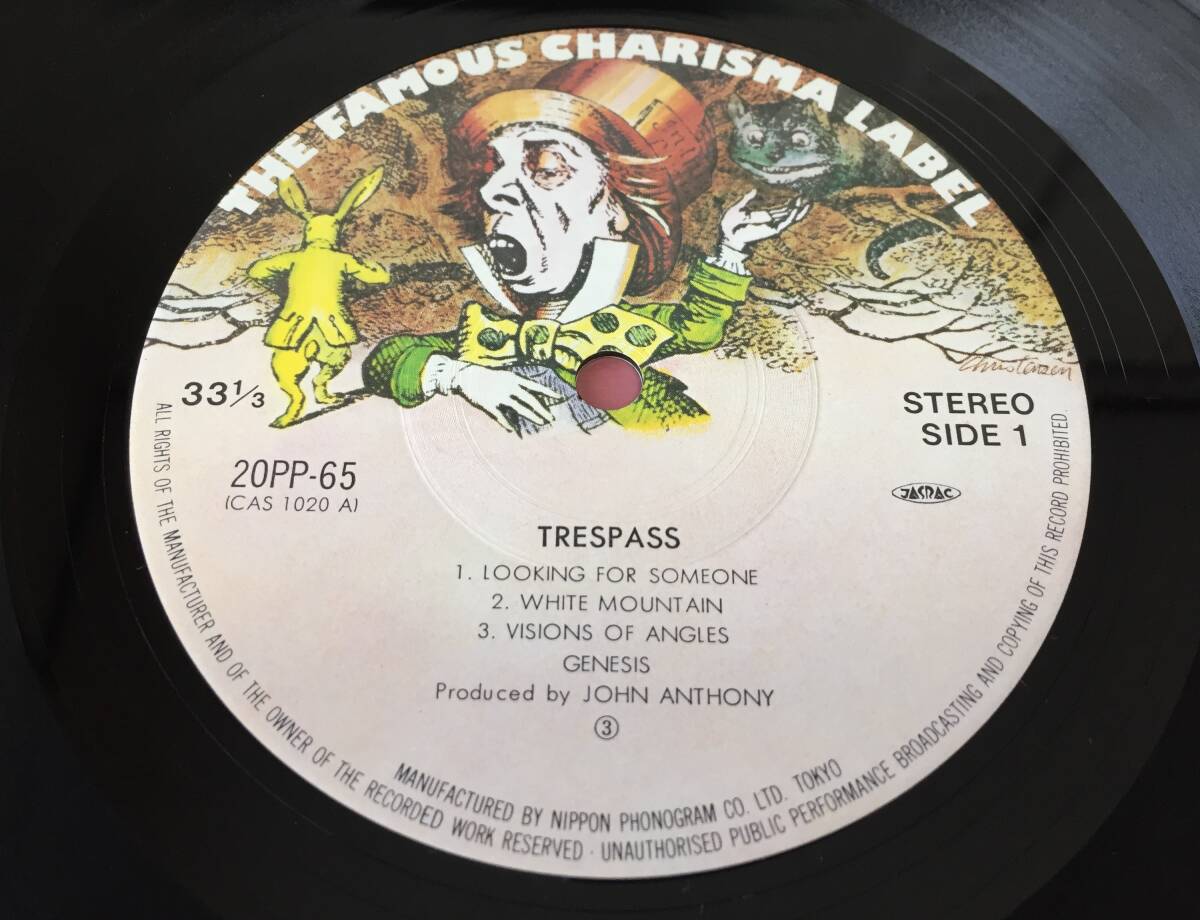 THE FAMOUS CHARISMA LABEL
Christensen
33 1/3
STEREO
SIDE 1
20PP-65
(CAS 1020 A)
JASRAC
TRESPASS
1. LOOKING FOR SOMEONE
2. WHITE MOUNTAIN
3. VISIONS OF ANGLES
GENESIS
Produced by JOHN ANTHONY
③
MANUFACTURED BY NIPPON PHONOGRAM CO. LTD. TOKYO
ALL RIGHTS OF THE MANUFACTURER AND OF THE OWNER OF THE RECORDED WORK RESERVED · UNAUTHORISED PUBLIC PERFORMANCE BROADCASTING AND COPYING OF THIS RECORD PROHIBITED.